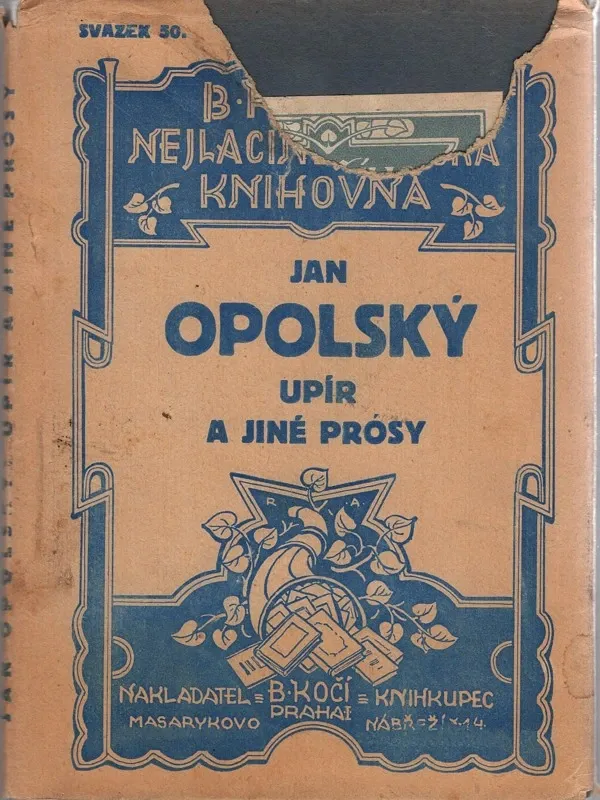 SVAZEK 50.
B·
NEJLACIN
KNIHOVNA
JAN
OPOLSKÝ
UPÍR
A JINÉ PRÓSY
NAKLADATEL = B·KOČÍ = KNIHKUPEC
MASARYKOVO PRAHA I NÁBŘEŽÍ 14.
JAN OPOLSKÝ: UPÍR A JINÉ PRÓSY